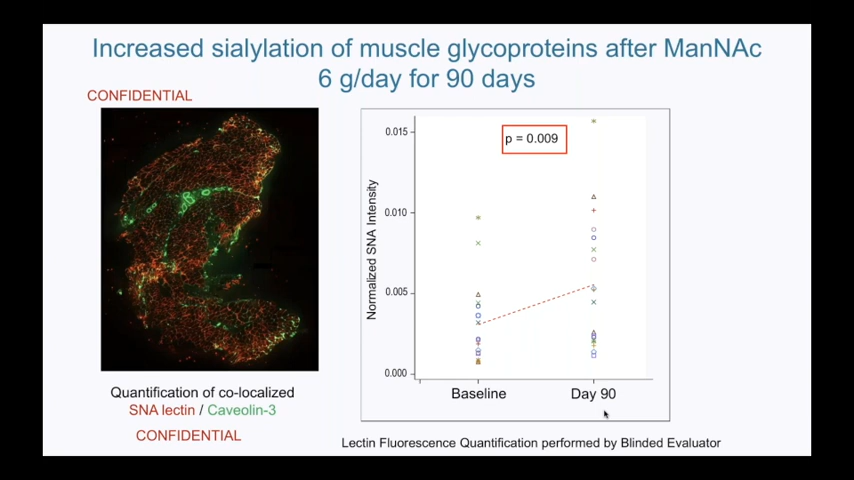 Increased sialylation of muscle glycoproteins after ManNAc
6 g/day for 90 days
CONFIDENTIAL
Quantification of co-localized
SNA lectin / Caveolin-3
CONFIDENTIAL
Normalized SNA Intensity
0.015
0.010
0.005
0.000
p = 0.009
Baseline
Day 90
Lectin Fluorescence Quantification performed by Blinded Evaluator